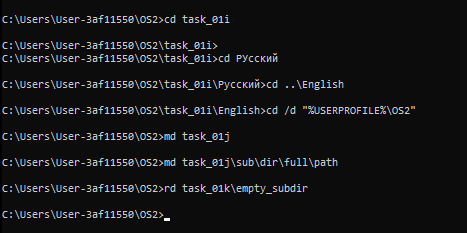 C:\Users\User-3af11550\OS2>cd task_01i
C:\Users\User-3af11550\OS2\task_01i>
C:\Users\User-3af11550\OS2\task_01i>cd РУсский
C:\Users\User-3af11550\OS2\task_01i\Русский>cd ..\English
C:\Users\User-3af11550\OS2\task_01i\English>cd /d "%USERPROFILE%\OS2"
C:\Users\User-3af11550\OS2>md task_01j
C:\Users\User-3af11550\OS2>md task_01j\sub\dir\full\path
C:\Users\User-3af11550\OS2>rd task_01k\empty_subdir
C:\Users\User-3af11550\OS2>